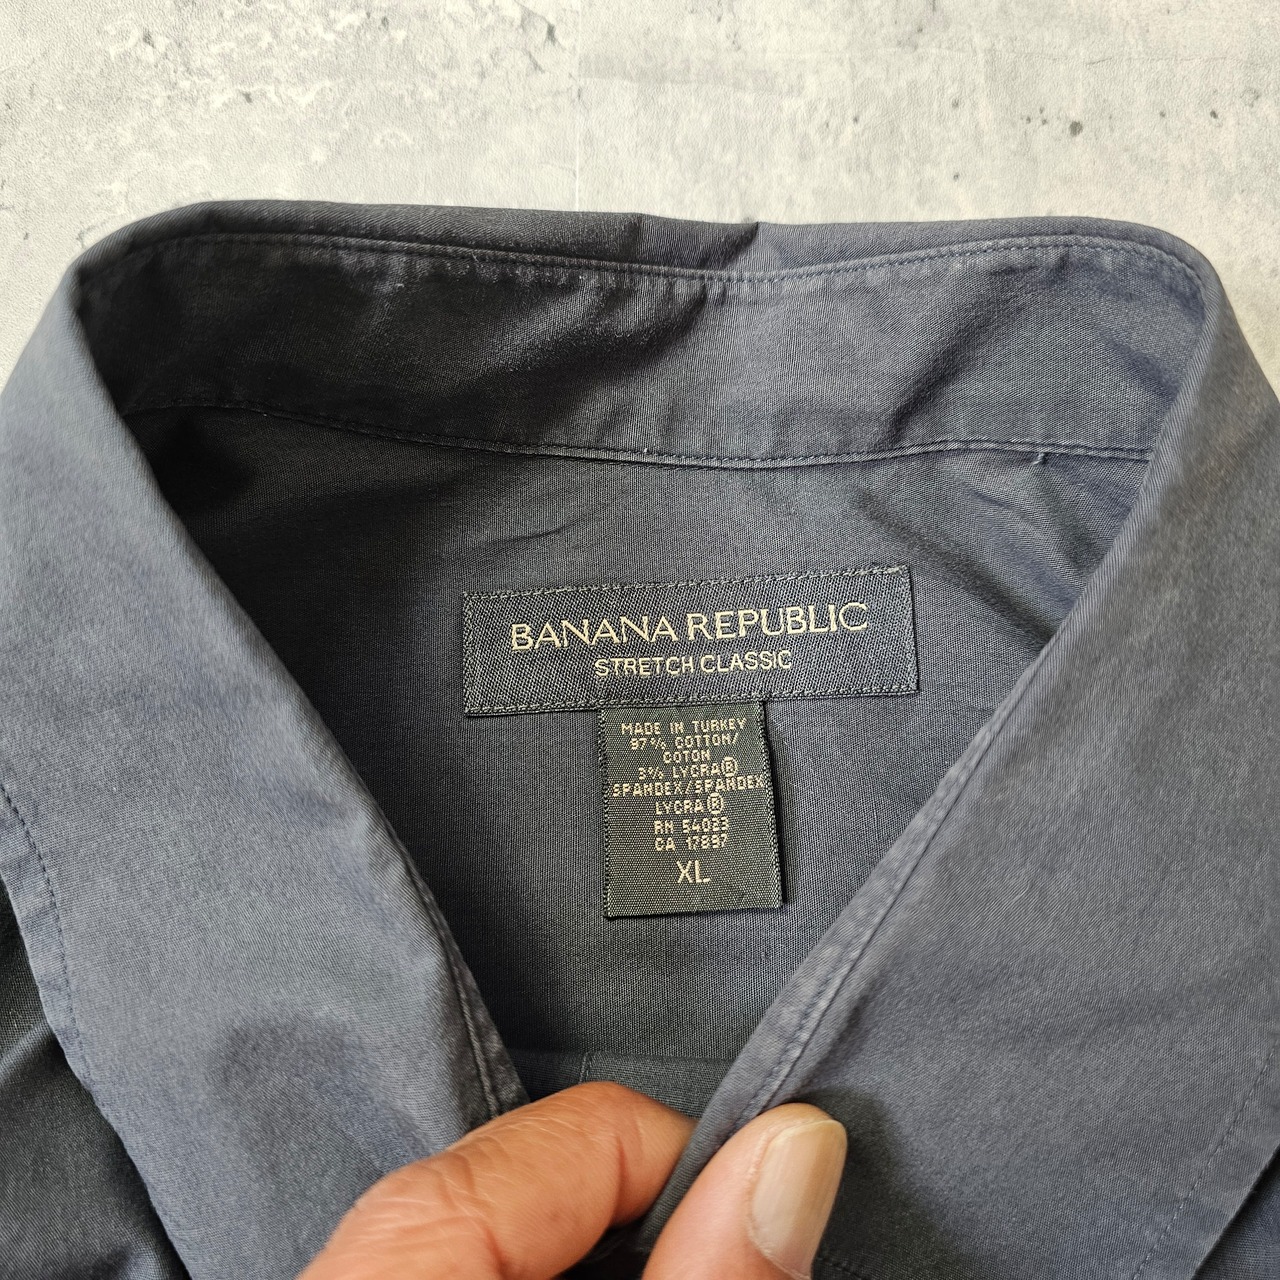 BANANA REPUBLIC
STRETCH CLASSIC
MADE IN TURKEY
97% COTTON/
COTON
3% LYCRA®
SPANDEX/SPANDEX
LYCRA®
RN 54023
CA 17897
XL